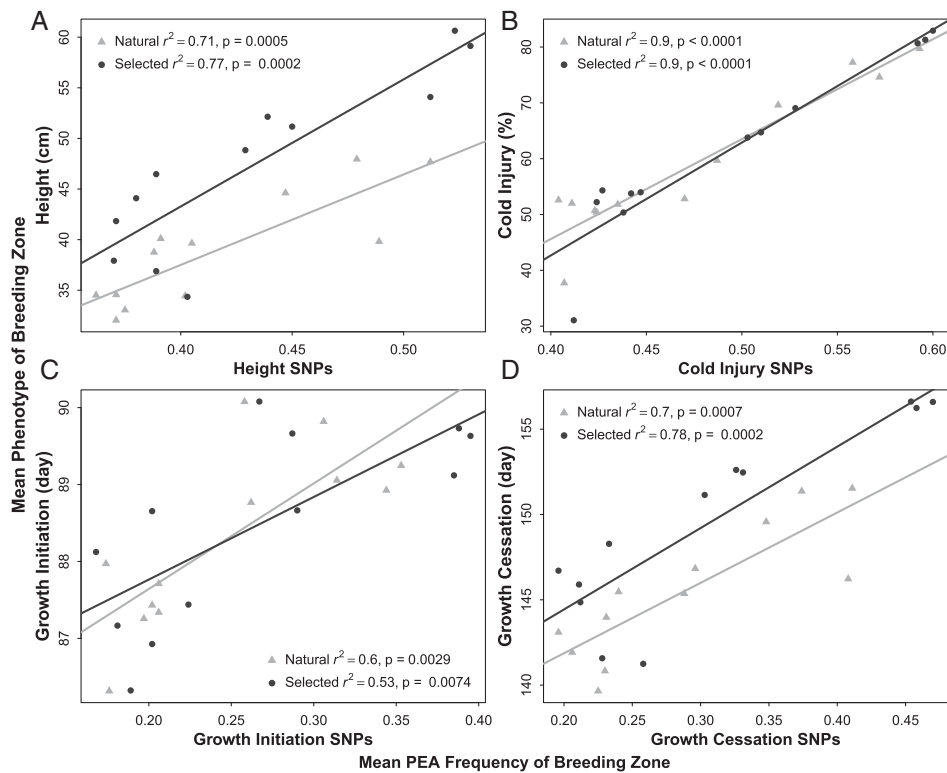 A
Natural r² = 0.71, p = 0.0005
Selected r² = 0.77, p = 0.0002
Height (cm)
60
55
50
45
40
35
0.40 0.45 0.50
Height SNPs
B
Natural r² = 0.9, p < 0.0001
Selected r² = 0.9, p < 0.0001
Cold Injury (%)
80
70
60
50
40
30
0.40 0.45 0.50 0.55 0.60
Cold Injury SNPs
Mean Phenotype of Breeding Zone
C
Growth Initiation (day)
90
89
88
87
Natural r² = 0.6, p = 0.0029
Selected r² = 0.53, p = 0.0074
0.20 0.25 0.30 0.35 0.40
Growth Initiation SNPs
D
Natural r² = 0.7, p = 0.0007
Selected r² = 0.78, p = 0.0002
Growth Cessation (day)
155
150
145
140
0.20 0.25 0.30 0.35 0.40 0.45
Growth Cessation SNPs
Mean PEA Frequency of Breeding Zone